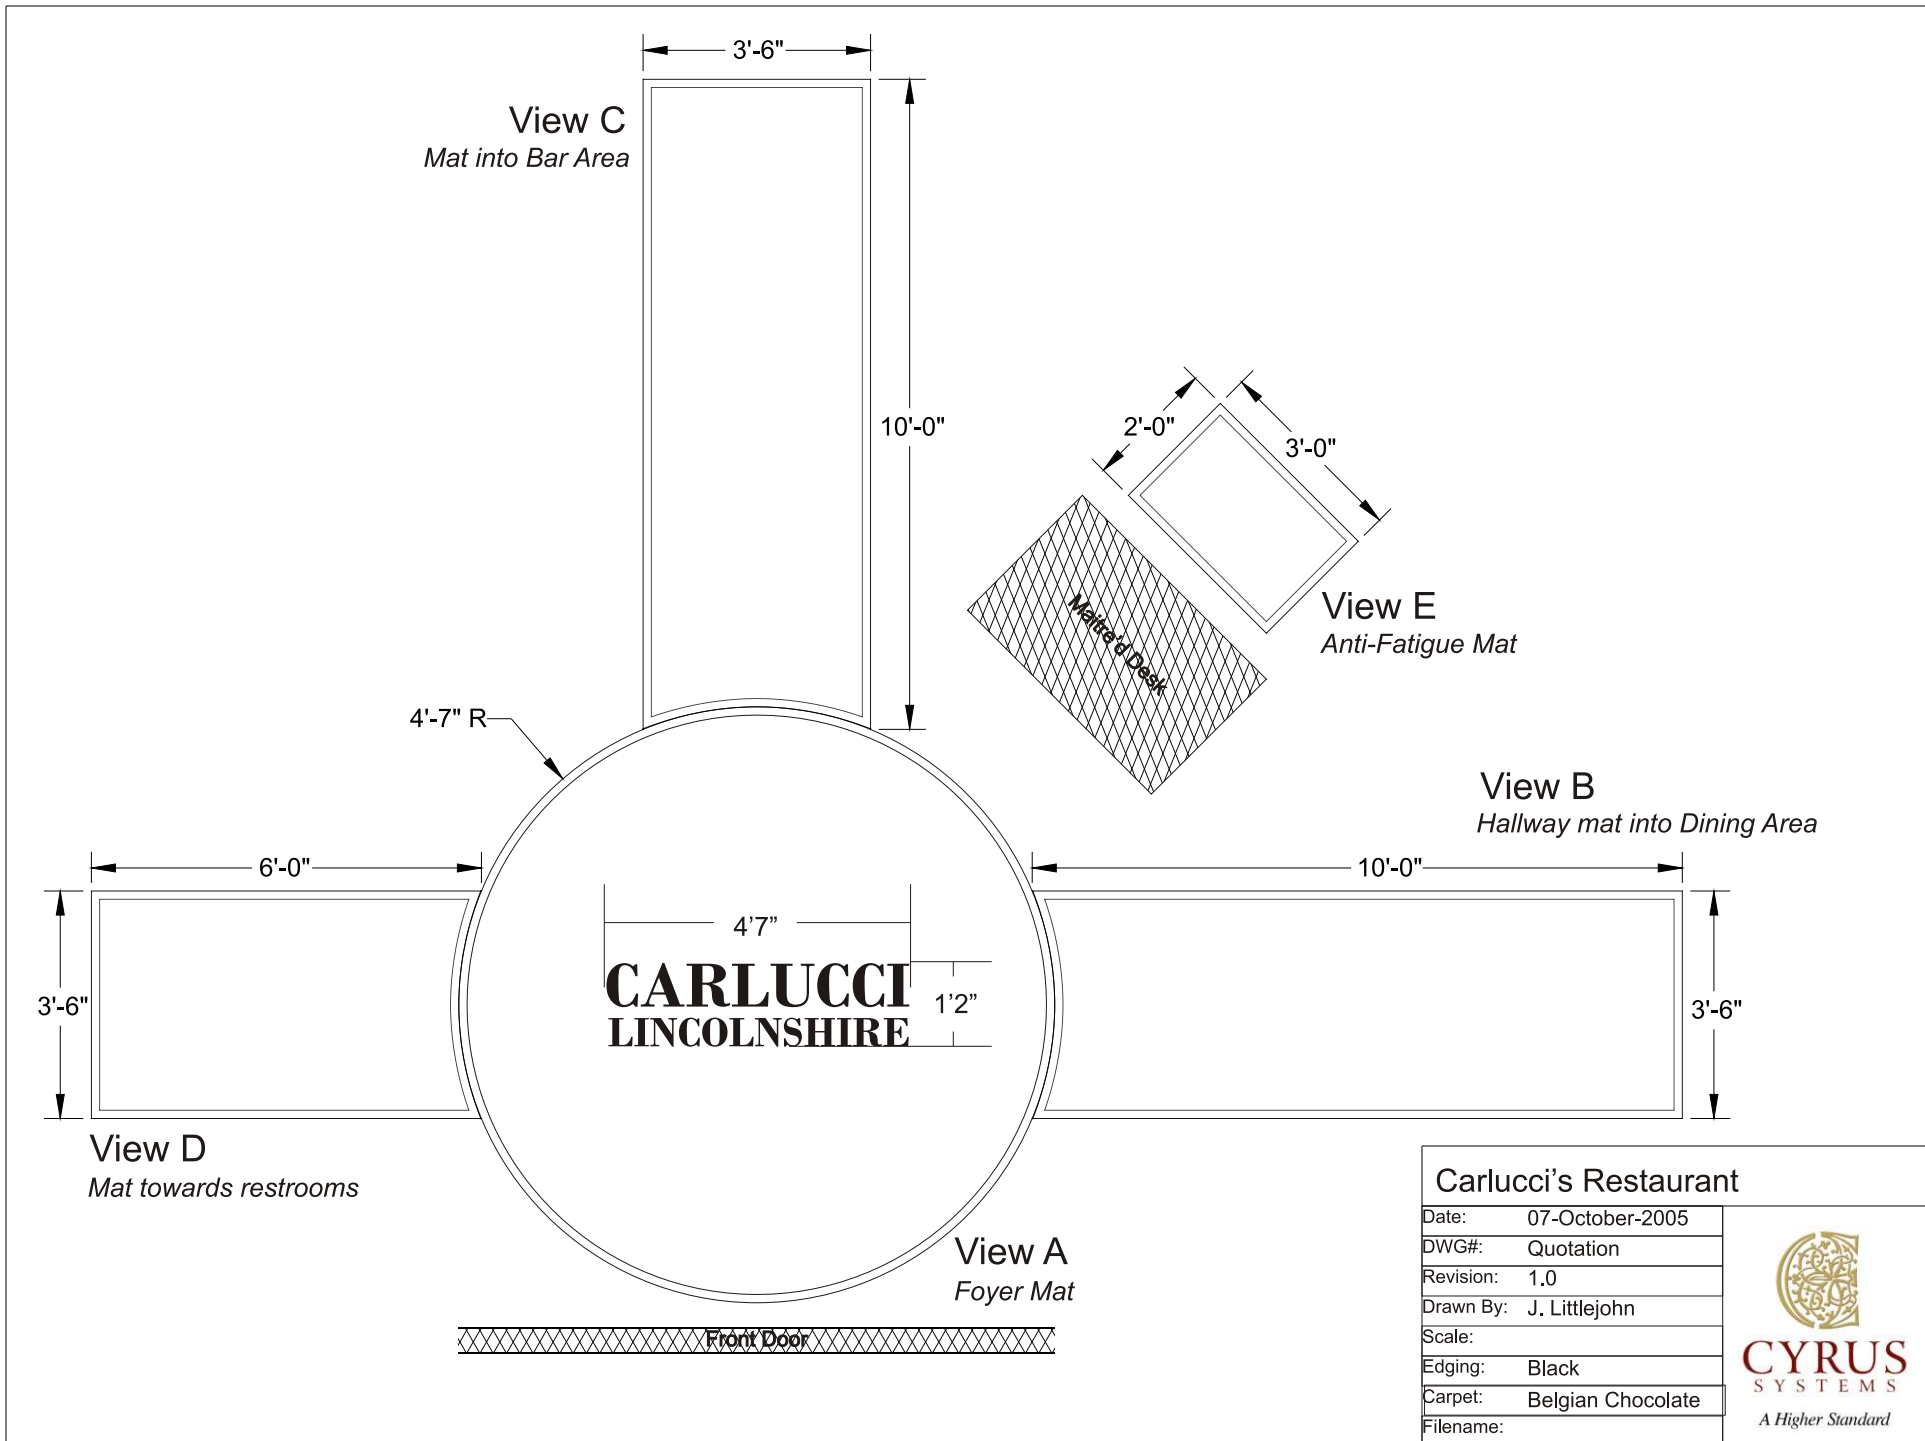 3'-6"
View C
Mat into Bar Area
10'-0"
2'-0"
3'-0"
Maitre'd Desk
View E
Anti-Fatigue Mat
4'-7" R
View B
Hallway mat into Dining Area
6'-0"
10'-0"
4’7”
3'-6"
CARLUCCI
LINCOLNSHIRE
1’2”
3'-6"
View D
Mat towards restrooms
View A
Foyer Mat
Front Door
Carlucci’s Restaurant
Date: 07-October-2005
DWG#: Quotation
Revision: 1.0
Drawn By: J. Littlejohn
Scale:
Edging: Black
Carpet: Belgian Chocolate
Filename:
CYRUS
SYSTEMS
A Higher Standard